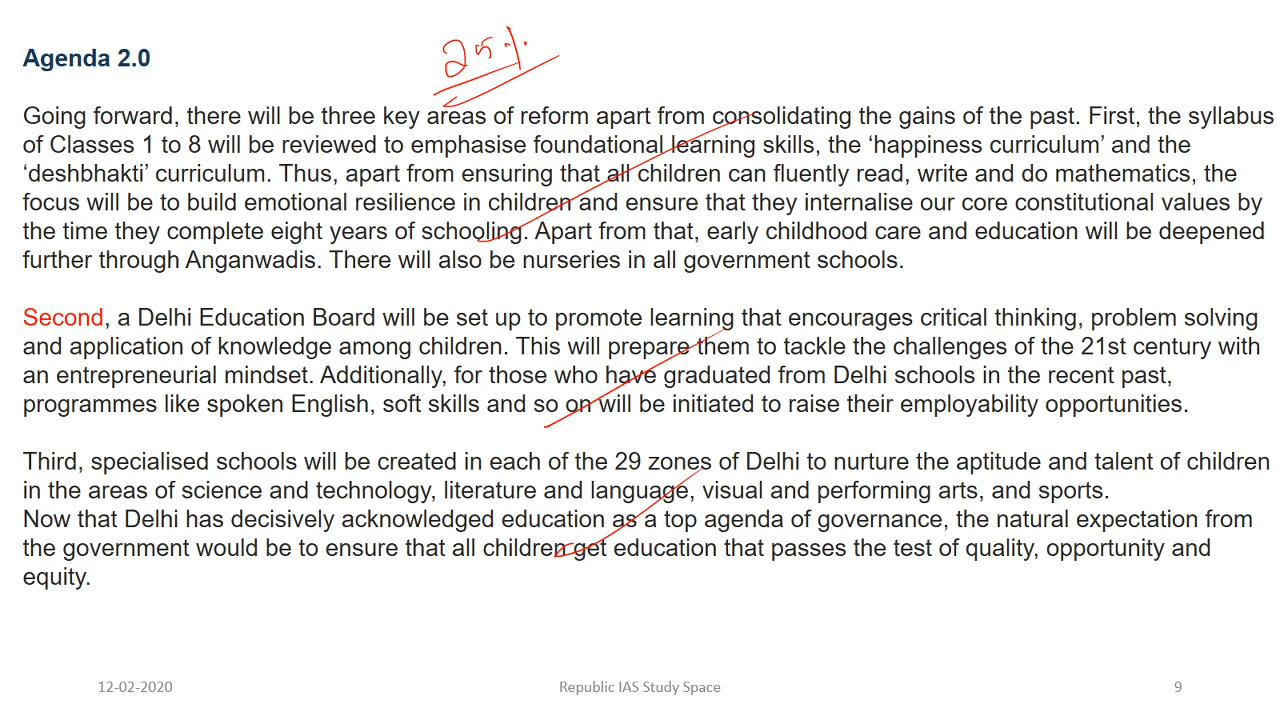 25%
Agenda 2.0
Going forward, there will be three key areas of reform apart from consolidating the gains of the past. First, the syllabus
of Classes 1 to 8 will be reviewed to emphasise foundational learning skills, the ‘happiness curriculum’ and the
‘deshbhakti’ curriculum. Thus, apart from ensuring that all children can fluently read, write and do mathematics, the
focus will be to build emotional resilience in children and ensure that they internalise our core constitutional values by
the time they complete eight years of schooling. Apart from that, early childhood care and education will be deepened
further through Anganwadis. There will also be nurseries in all government schools.
Second, a Delhi Education Board will be set up to promote learning that encourages critical thinking, problem solving
and application of knowledge among children. This will prepare them to tackle the challenges of the 21st century with
an entrepreneurial mindset. Additionally, for those who have graduated from Delhi schools in the recent past,
programmes like spoken English, soft skills and so on will be initiated to raise their employability opportunities.
Third, specialised schools will be created in each of the 29 zones of Delhi to nurture the aptitude and talent of children
in the areas of science and technology, literature and language, visual and performing arts, and sports.
Now that Delhi has decisively acknowledged education as a top agenda of governance, the natural expectation from
the government would be to ensure that all children get education that passes the test of quality, opportunity and
equity.
12-02-2020
Republic IAS Study Space
9